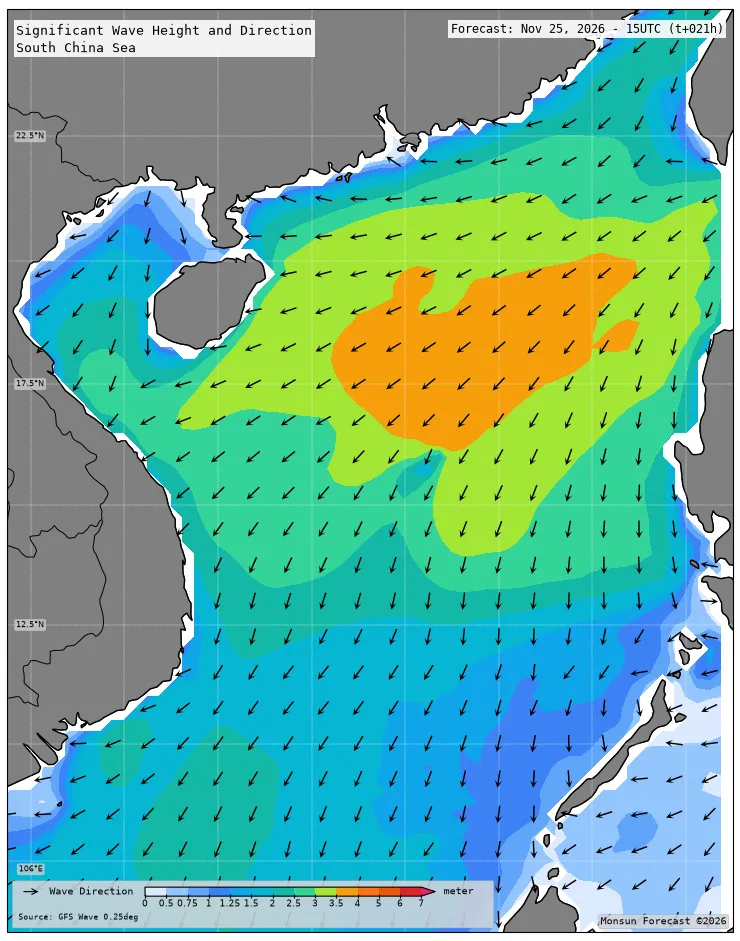 Significant Wave Height and Direction
South China Sea
Forecast: Nov 25, 2026 - 15UTC (t+021h)
22.5°N
17.5°N
12.5°N
106°E
Wave Direction
0 0.5 0.75 1 1.25 1.5 2 2.5 3 3.5 4 5 6 7
meter
Source: GFS Wave 0.25deg
Monsun Forecast ©2026